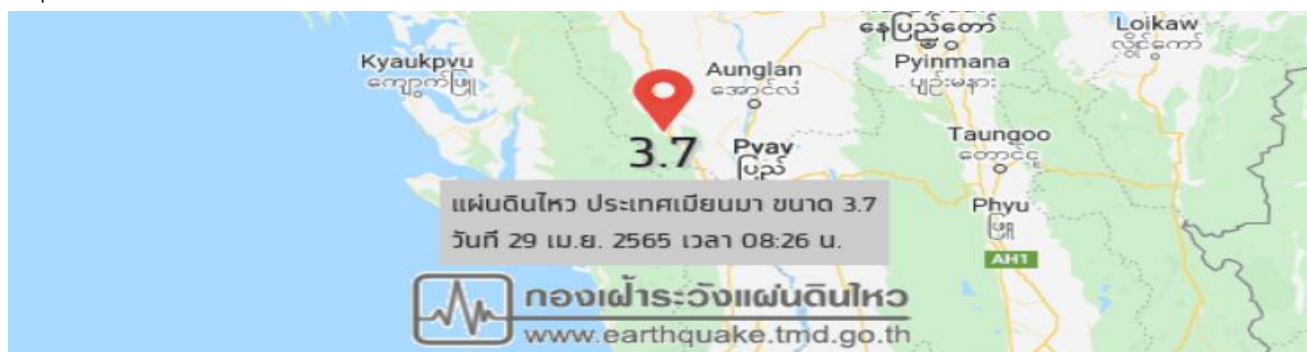 နေပြည်တော်
Loikaw
လွိုင်ကော်
Kyaukpyu
ကျောက်ဖြူ
Aunglan
အောင်လံ
Pyinmana
ပျဉ်းမနား
3.7
Pyay
ပြည်
Taungoo
တောင်ငူ
แผ่นดินไหว ประเทศเมียนมา ขนาด 3.7
วันที่ 29 เม.ย. 2565 เวลา 08:26 น.
Phyu
ဖြူး
AH1
กองเฝ้าระวังแผ่นดินไหว
www.earthquake.tmd.go.th